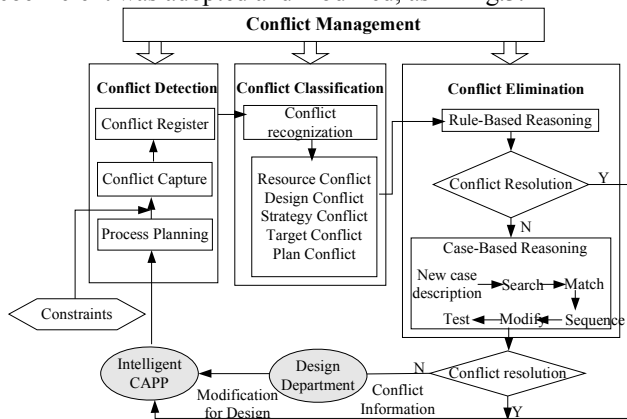 Conflict Management
Conflict Detection
Conflict Register
Conflict Capture
Process Planning
Constraints
Conflict Classification
Conflict
recognization
Resource Conflict
Design Conflict
Strategy Conflict
Target Conflict
Plan Conflict
Conflict Elimination
Rule-Based Reasoning
Conflict Resolution
Y
N
Case-Based Reasoning
New case
description
Search
Match
Test
Modify
Sequence
Conflict resolution
N
Y
Conflict
Information
Design
Department
Modification
for Design
Intelligent
CAPP